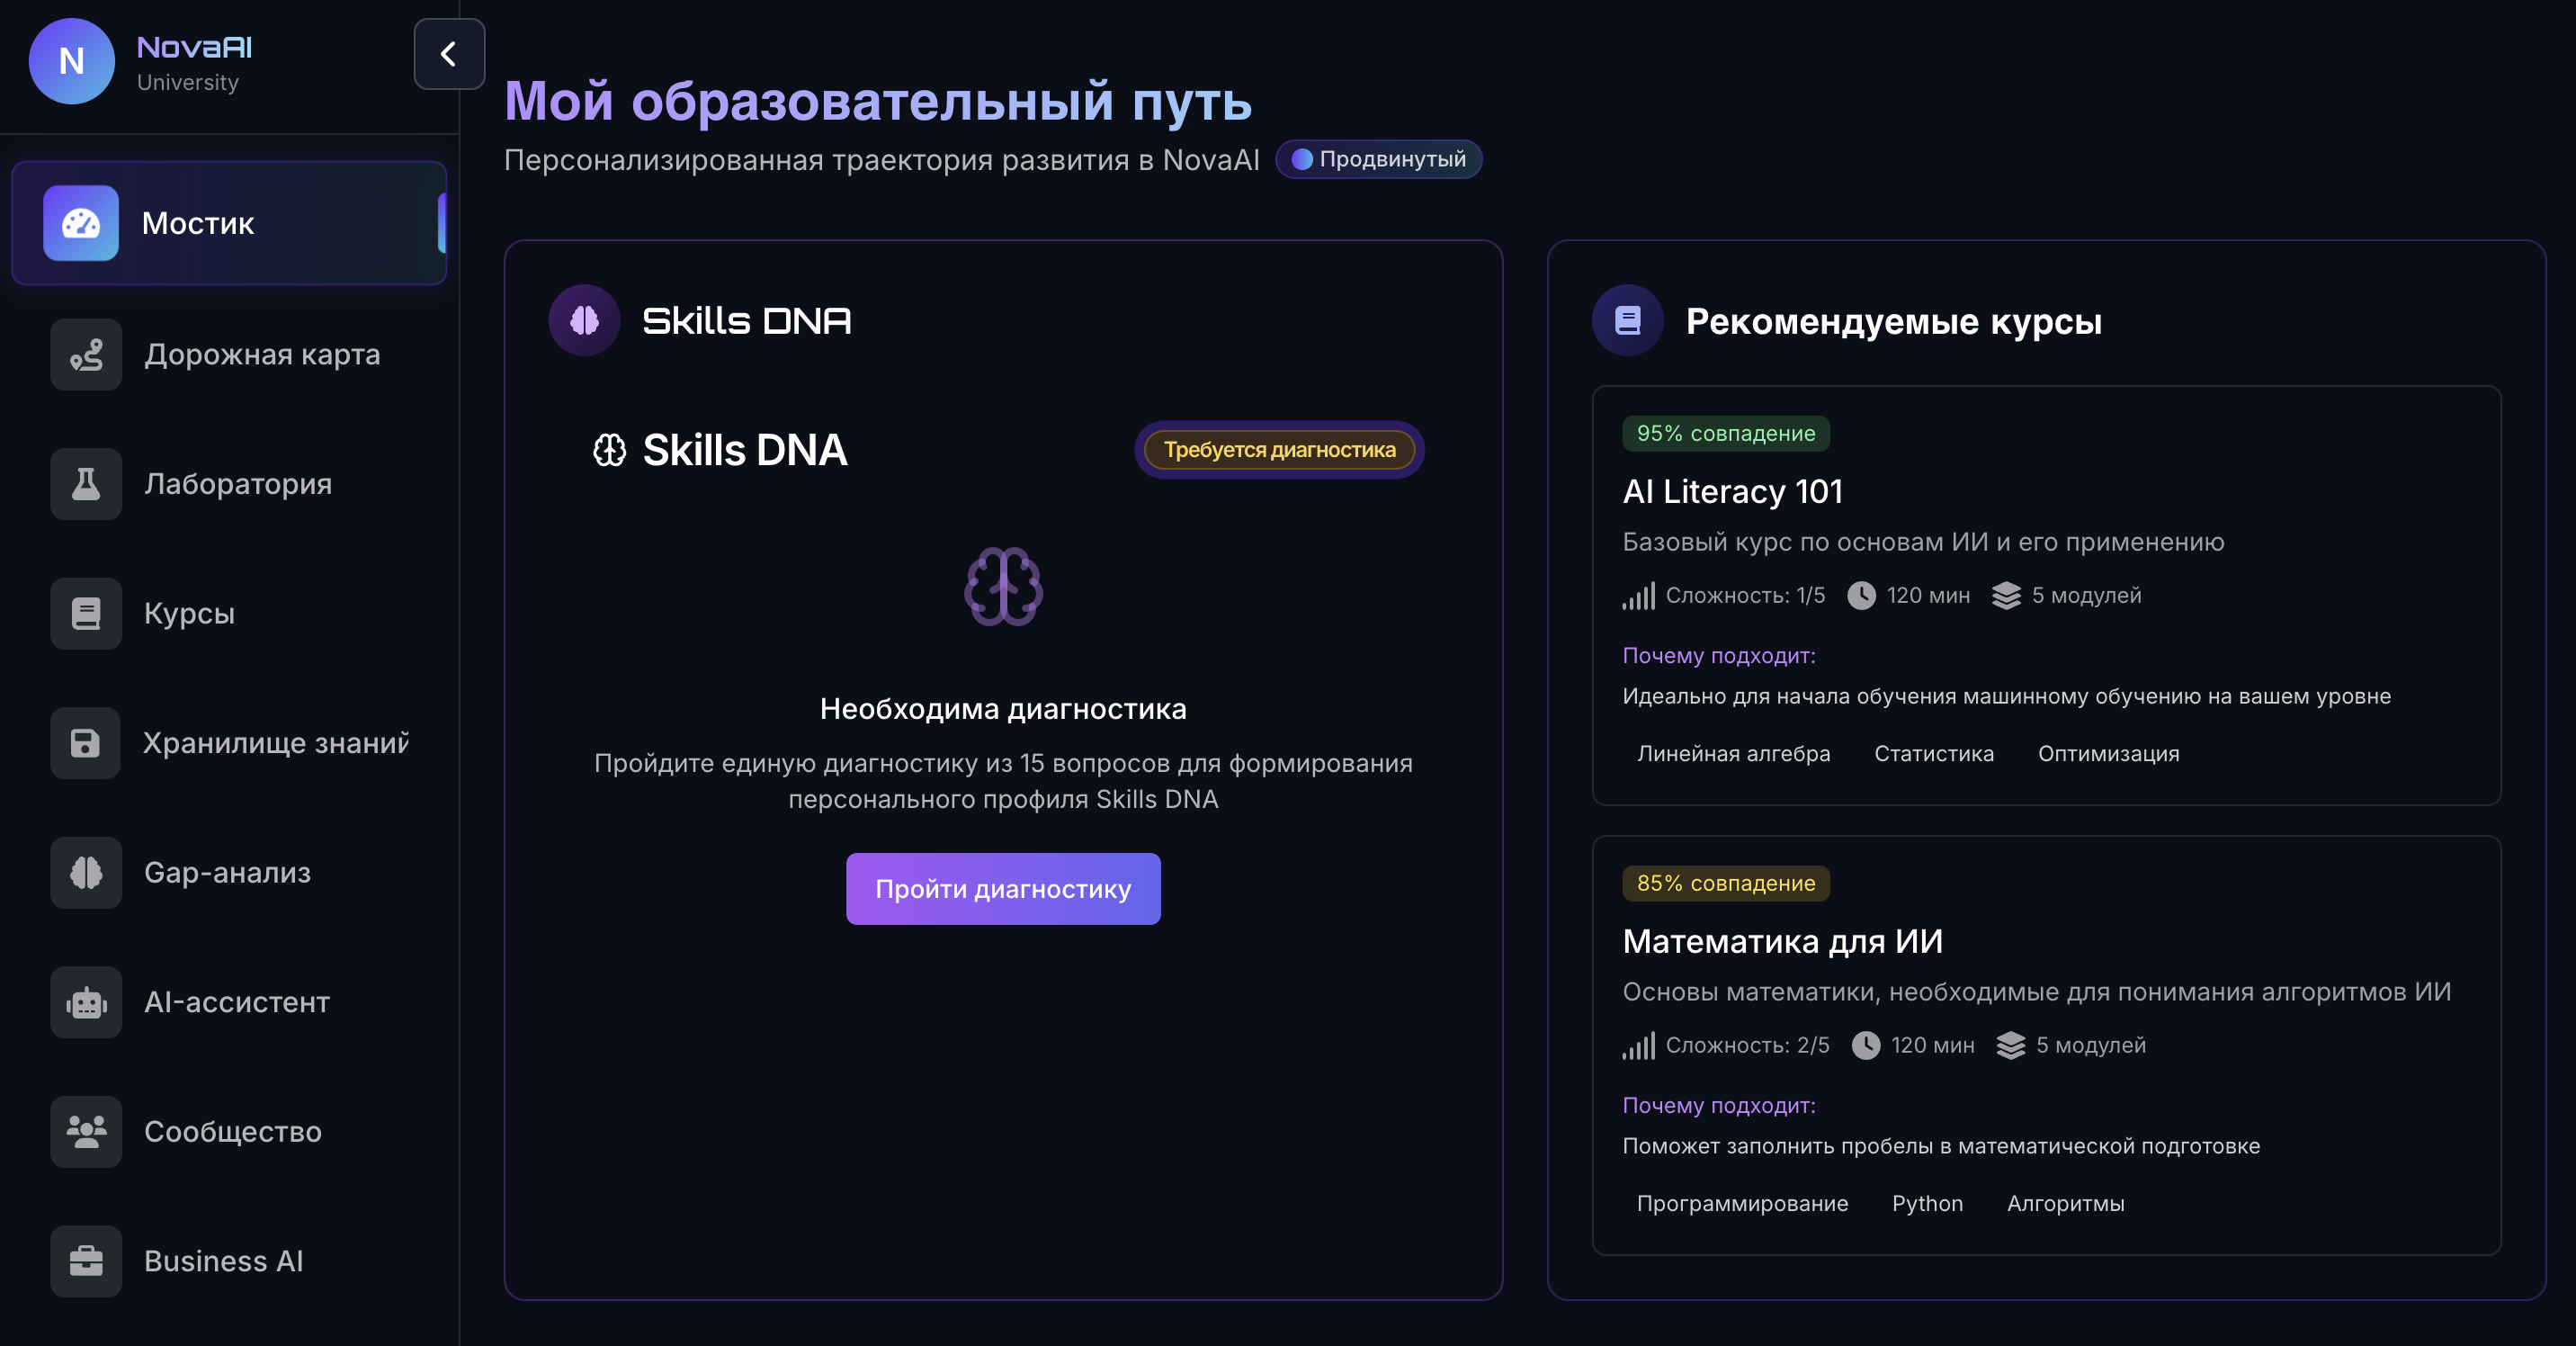 N
NovaAI
University
Мостик
Дорожная карта
Лаборатория
Курсы
Хранилище знаний
Gap-анализ
AI-ассистент
Сообщество
Business AI
Мой образовательный путь
Персонализированная траектория развития в NovaAI
Продвинутый
Skills DNA
Skills DNA
Требуется диагностика
Необходима диагностика
Пройдите единую диагностику из 15 вопросов для формирования
персонального профиля Skills DNA
Пройти диагностику
Рекомендуемые курсы
95% совпадение
AI Literacy 101
Базовый курс по основам ИИ и его применению
Сложность: 1/5 120 мин 5 модулей
Почему подходит:
Идеально для начала обучения машинному обучению на вашем уровне
Линейная алгебра Статистика Оптимизация
85% совпадение
Математика для ИИ
Основы математики, необходимые для понимания алгоритмов ИИ
Сложность: 2/5 120 мин 5 модулей
Почему подходит:
Поможет заполнить пробелы в математической подготовке
Программирование Python Алгоритмы